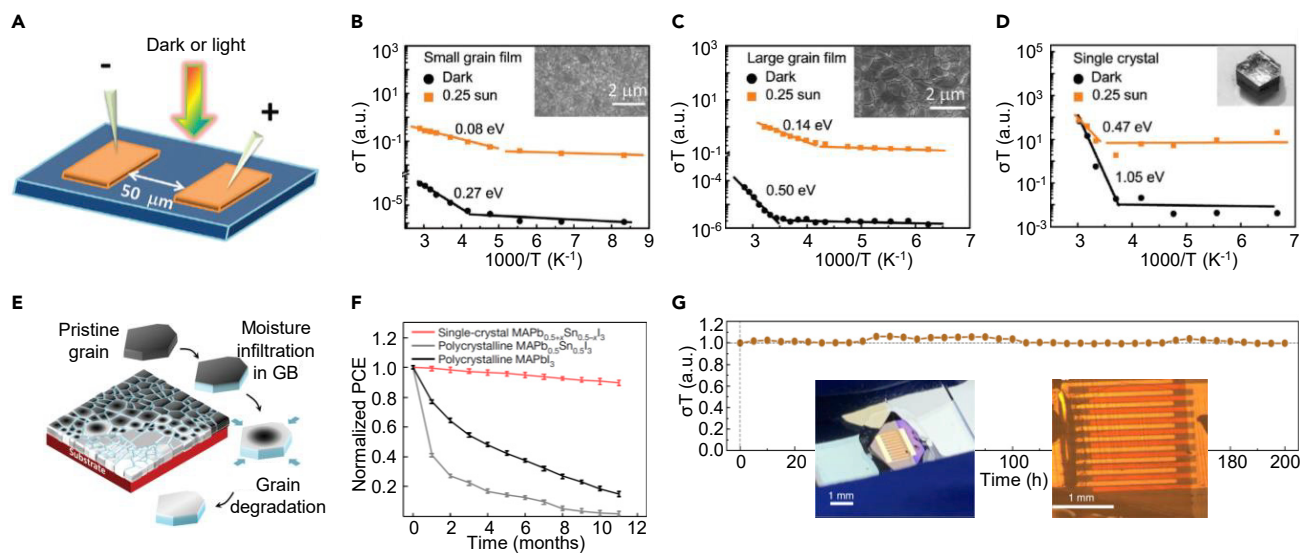 A
Dark or light
-
+
50 μm
B
σT (a.u.)
10³
10¹
10⁻¹
10⁻⁵
Small grain film
Dark
0.25 sun
2 μm
0.08 eV
0.27 eV
3 4 5 6 7 8 9
1000/T (K⁻¹)
C
σT (a.u.)
10³
10¹
10⁻¹
10⁻⁴
10⁻⁶
Large grain film
Dark
0.25 sun
2 μm
0.14 eV
0.50 eV
3 4 5 6 7
1000/T (K⁻¹)
D
σT (a.u.)
10⁵
10²
10¹
10⁻²
10⁻³
Single crystal
Dark
0.25 sun
0.47 eV
1.05 eV
3 4 5 6 7
1000/T (K⁻¹)
E
Pristine
grain
Moisture
infiltration
in GB
Substrate
Grain
degradation
F
Normalized PCE
1.0
0.8
0.6
0.4
0.2
Single-crystal MAPb₀.₅₊ₓSn₀.₅₋ₓI₃
Polycrystalline MAPb₀.₅Sn₀.₅I₃
Polycrystalline MAPbI₃
0 2 4 6 8 10 12
Time (months)
G
σT (a.u.)
1.2
1.0
0.8
0.6
0.4
0.2
0.0
1 mm
1 mm
0 20 100 120 140 160 180 200
Time (h)